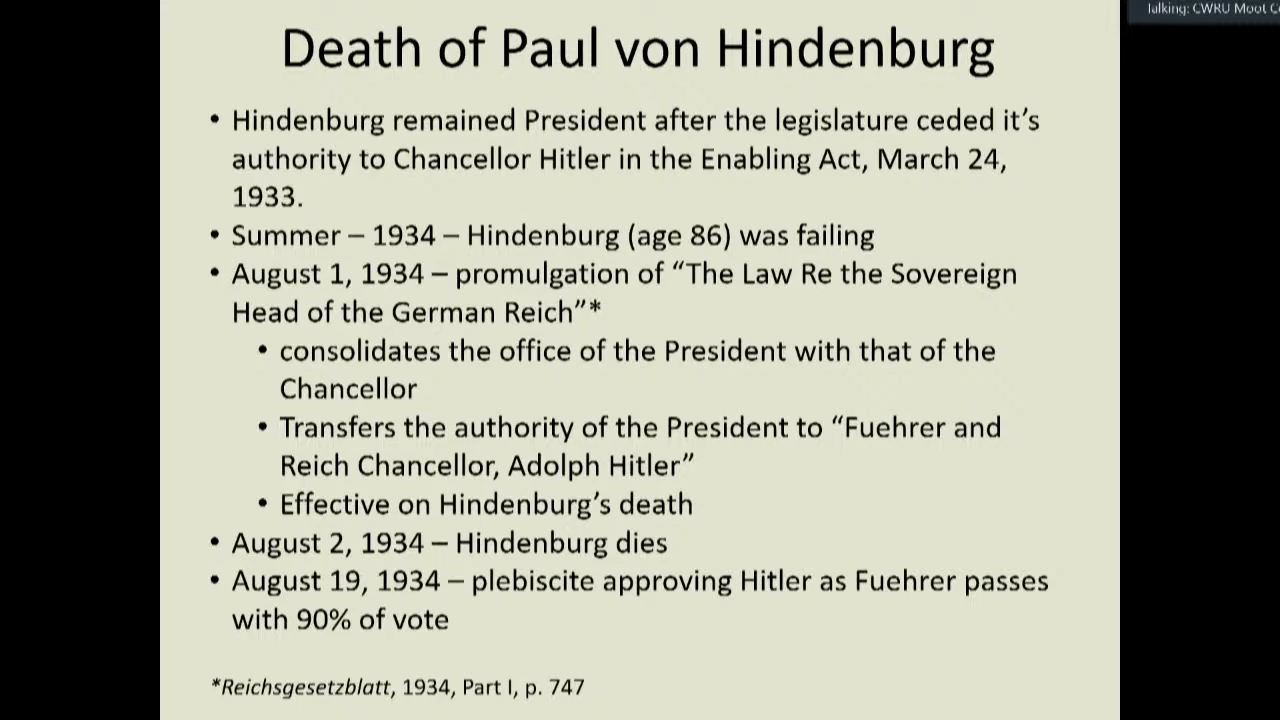 Talking: CWRU Moot
Death of Paul von Hindenburg
• Hindenburg remained President after the legislature ceded it's
authority to Chancellor Hitler in the Enabling Act, March 24,
1933.
• Summer – 1934 – Hindenburg (age 86) was failing
• August 1, 1934 – promulgation of “The Law Re the Sovereign
Head of the German Reich”*
• consolidates the office of the President with that of the
Chancellor
• Transfers the authority of the President to “Fuehrer and
Reich Chancellor, Adolph Hitler”
• Effective on Hindenburg’s death
• August 2, 1934 – Hindenburg dies
• August 19, 1934 – plebiscite approving Hitler as Fuehrer passes
with 90% of vote
*Reichsgesetzblatt, 1934, Part I, p. 747